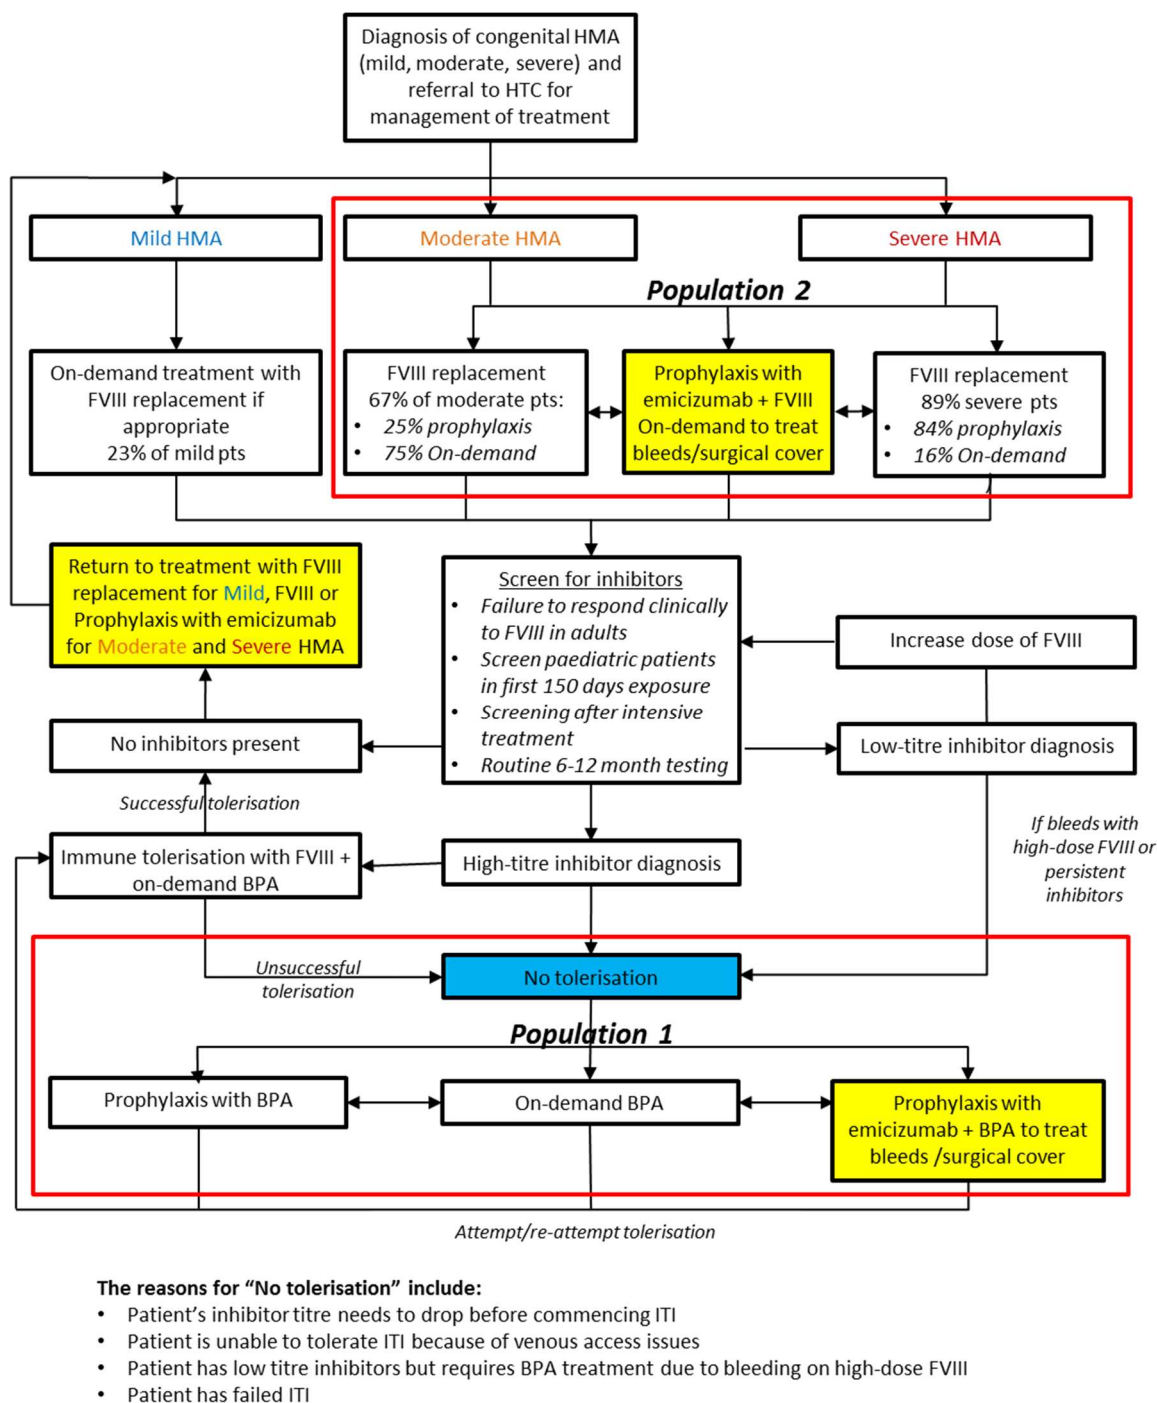 Diagnosis of congenital HMA
(mild, moderate, severe) and
referral to HTC for
management of treatment
Mild HMA
Moderate HMA
Severe HMA
Population 2
On-demand treatment with
FVIII replacement if
appropriate
23% of mild pts
FVIII replacement
67% of moderate pts:
• 25% prophylaxis
• 75% On-demand
Prophylaxis with
emicizumab + FVIII
On-demand to treat
bleeds/surgical cover
FVIII replacement
89% severe pts
• 84% prophylaxis
• 16% On-demand
Return to treatment with FVIII
replacement for Mild, FVIII or
Prophylaxis with emicizumab
for Moderate and Severe HMA
Screen for inhibitors
• Failure to respond clinically
to FVIII in adults
• Screen paediatric patients
in first 150 days exposure
• Screening after intensive
treatment
• Routine 6-12 month testing
Increase dose of FVIII
No inhibitors present
Low-titre inhibitor diagnosis
Successful tolerisation
If bleeds with
high-dose FVIII or
persistent
inhibitors
Immune tolerisation with FVIII +
on-demand BPA
High-titre inhibitor diagnosis
Unsuccessful
tolerisation
No tolerisation
Population 1
Prophylaxis with BPA
On-demand BPA
Prophylaxis with
emicizumab + BPA to treat
bleeds /surgical cover
Attempt/re-attempt tolerisation
The reasons for “No tolerisation” include:
• Patient’s inhibitor titre needs to drop before commencing ITI
• Patient is unable to tolerate ITI because of venous access issues
• Patient has low titre inhibitors but requires BPA treatment due to bleeding on high-dose FVIII
• Patient has failed ITI